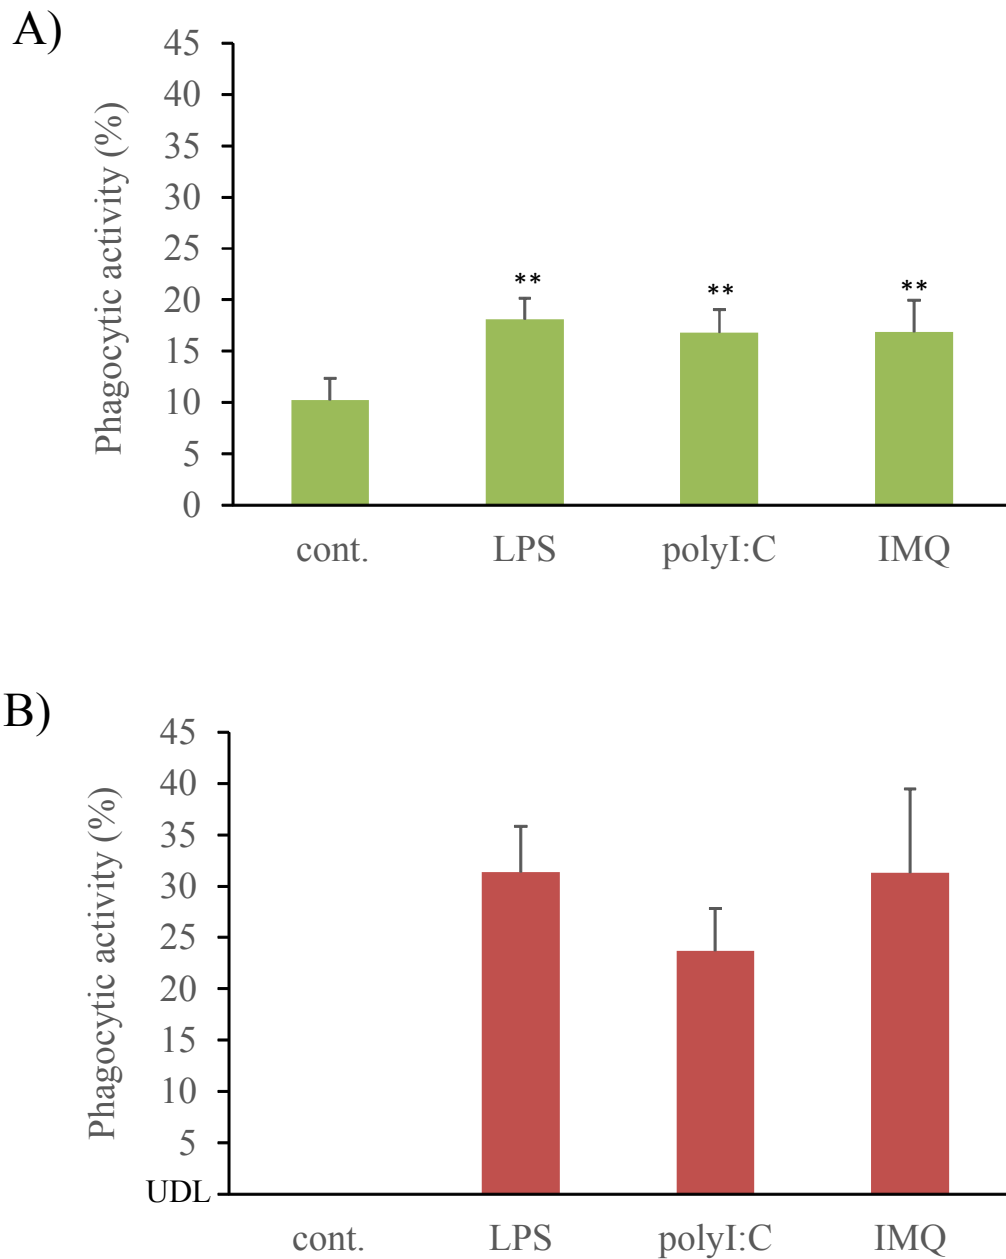 A)
Phagocytic activity (%)
45
40
35
30
25
20
15
10
5
0
** ** **
cont. LPS polyI:C IMQ
B)
Phagocytic activity (%)
45
40
35
30
25
20
15
10
5
UDL
cont. LPS polyI:C IMQ